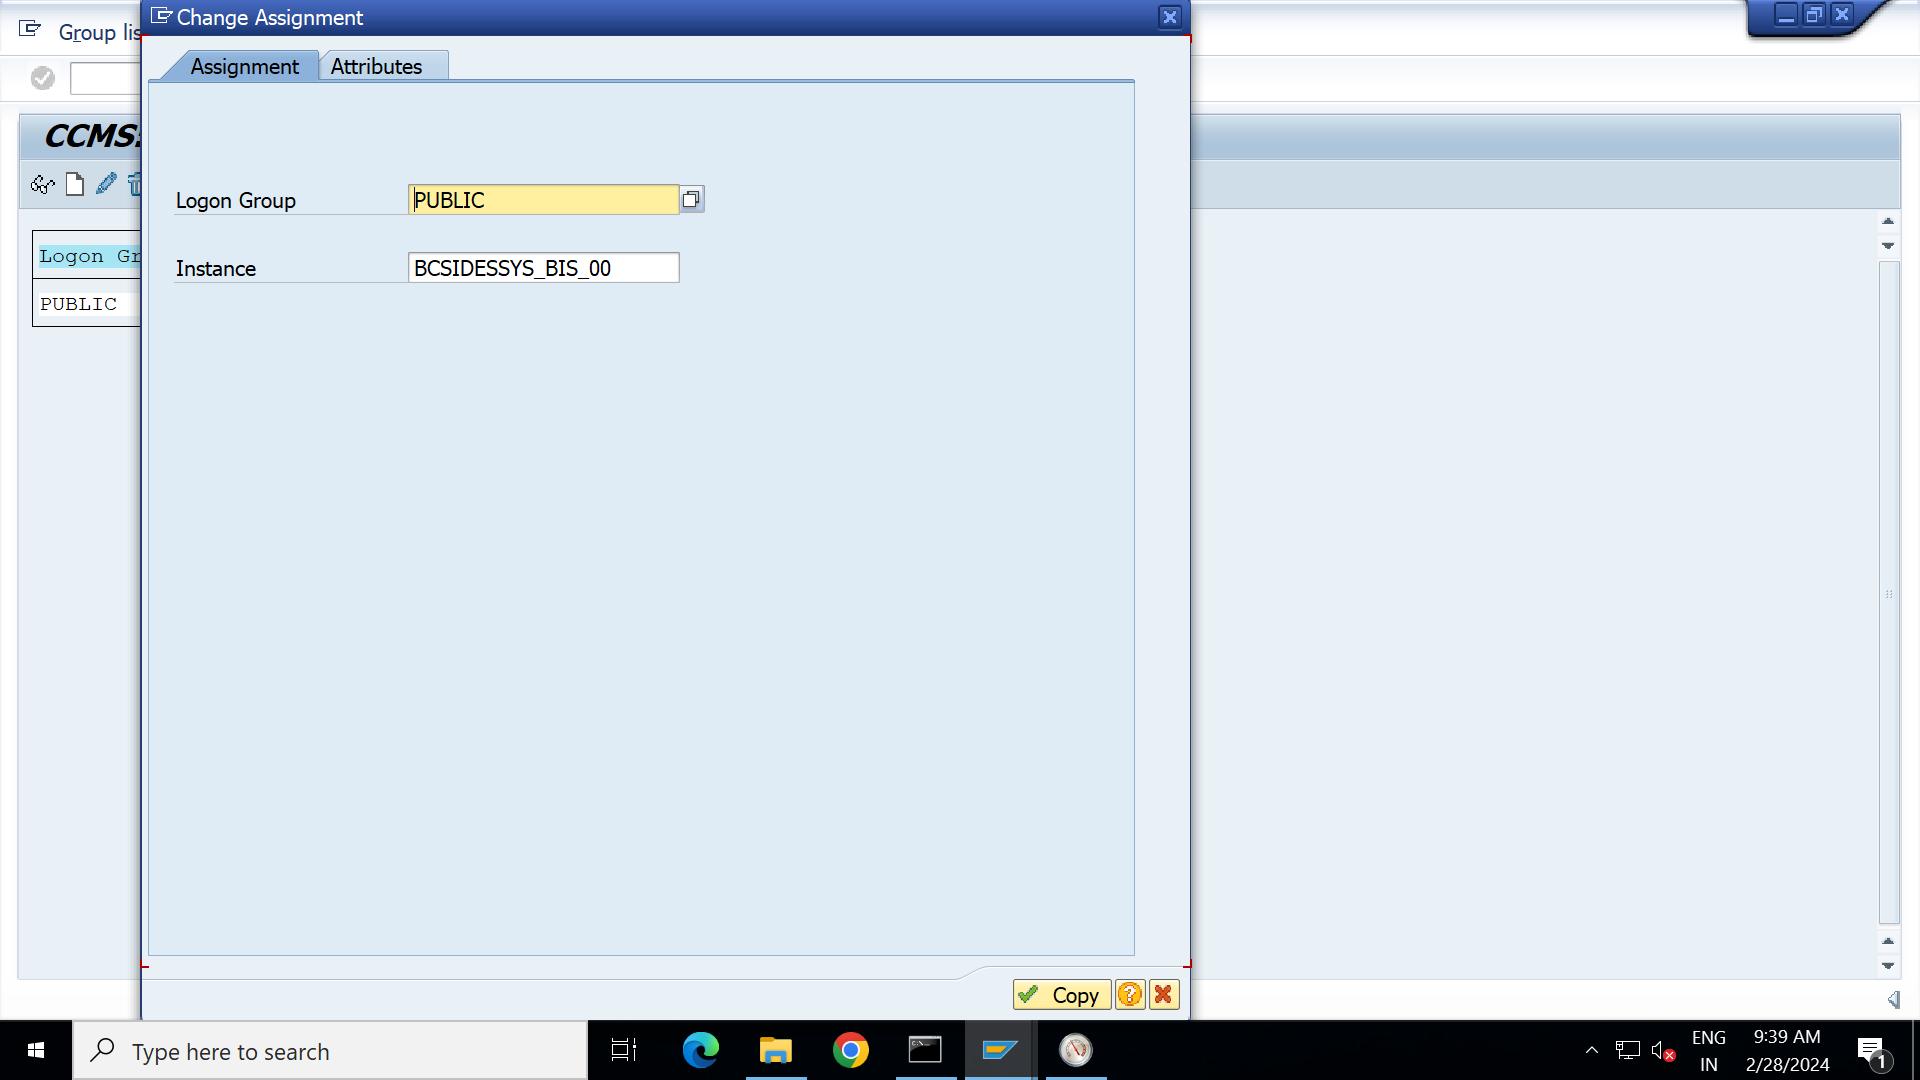 Change Assignment
Group lis
Assignment
Attributes
CCMS:
Logon Group
PUBLIC
Instance
BCSIDESSYS_BIS_00
Logon Gr
PUBLIC
Copy
Type here to search
ENG
IN
9:39 AM
2/28/2024
1